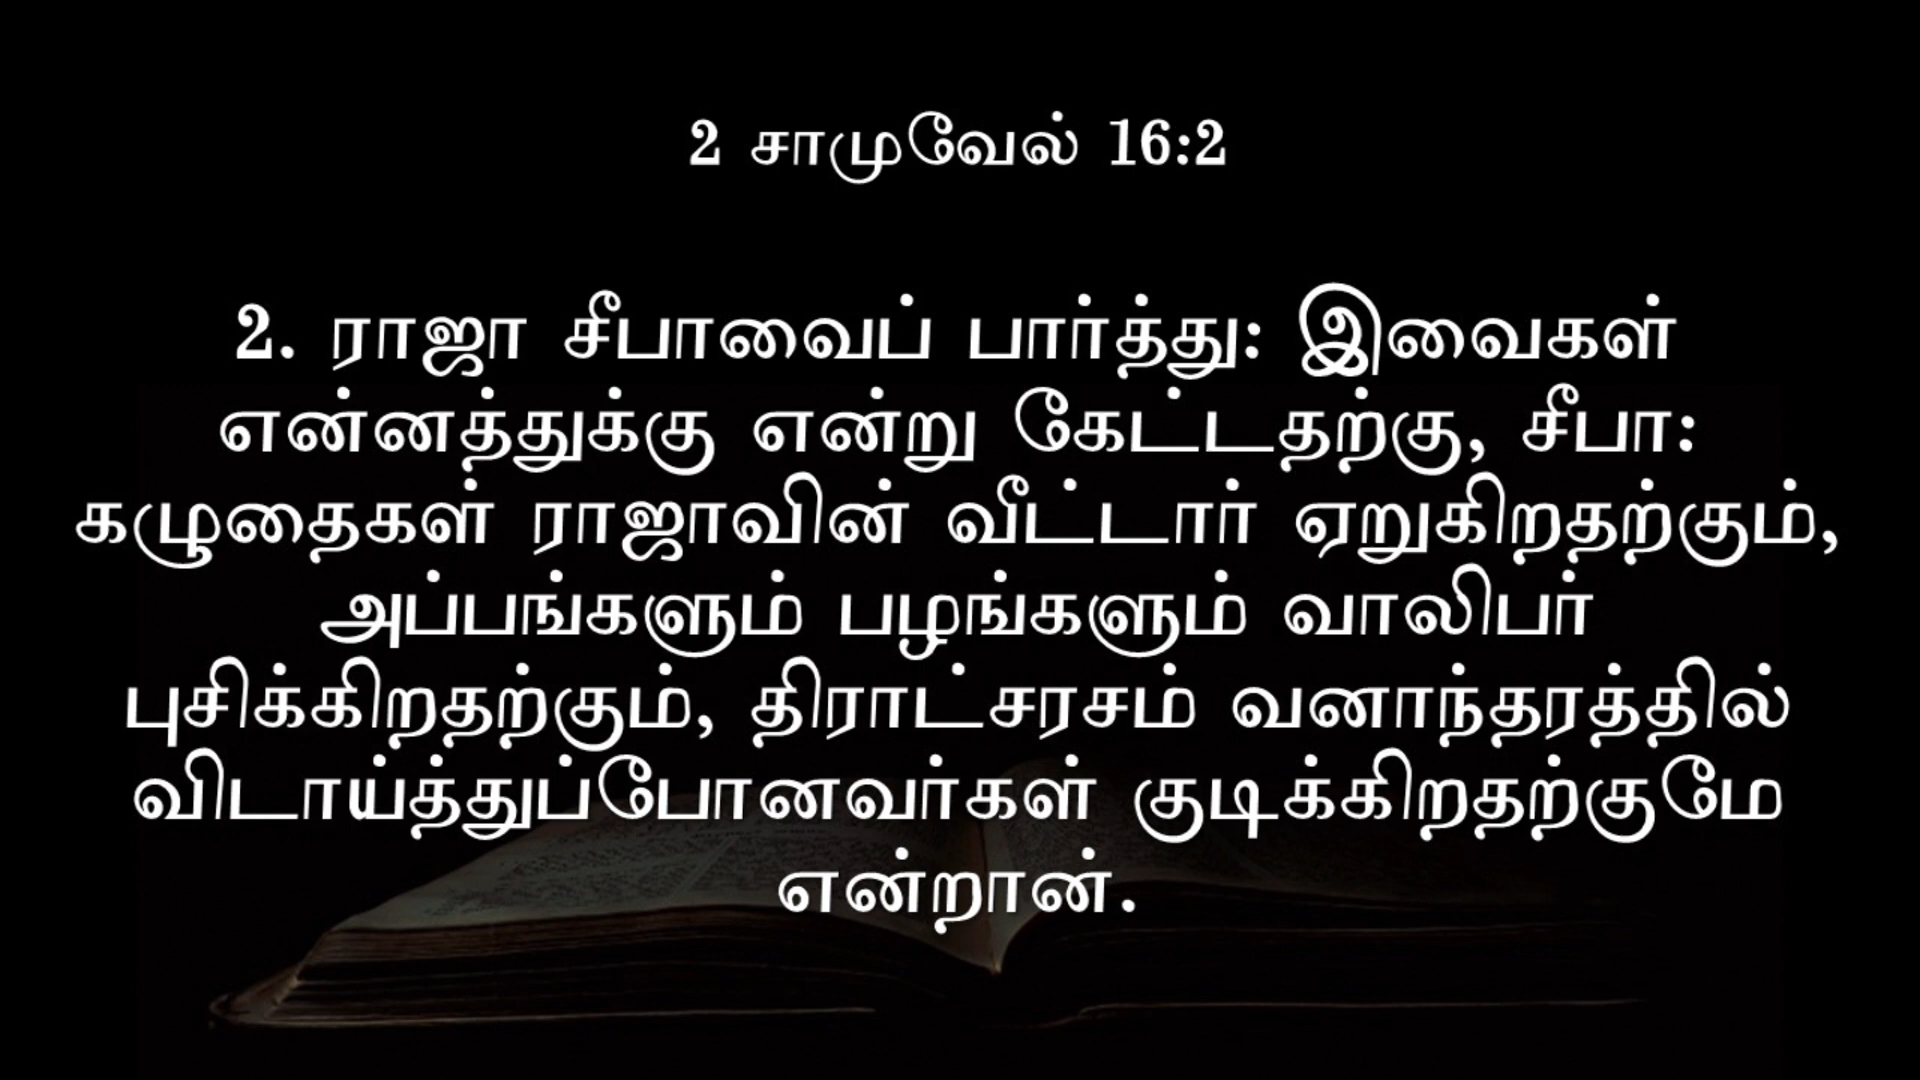 2 சாமுவேல் 16:2
2. ராஜா சீபாவைப் பார்த்து: இவைகள்
என்னத்துக்கு என்று கேட்டதற்கு, சீபா:
கழுதைகள் ராஜாவின் வீட்டார் ஏறுகிறதற்கும்,
அப்பங்களும் பழங்களும் வாலிபர்
புசிக்கிறதற்கும், திராட்சரசம் வனாந்தரத்தில்
விடாய்த்துப்போனவர்கள் குடிக்கிறதற்குமே
என்றான்.